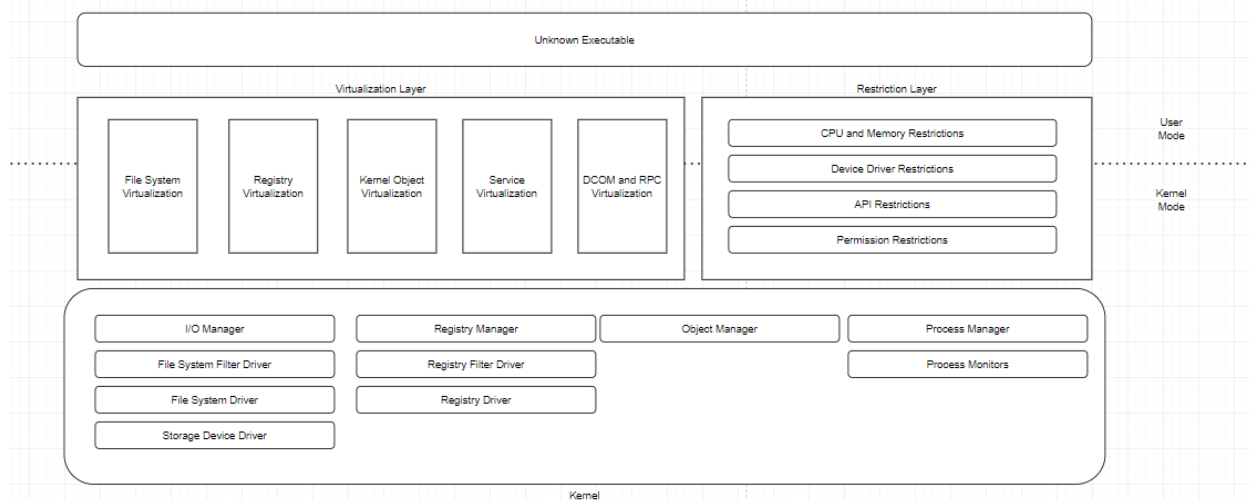 Unknown Executable
Virtualization Layer
Restriction Layer
File System
Virtualization
Registry
Virtualization
Kernel Object
Virtualization
Service
Virtualization
DCOM and RPC
Virtualization
CPU and Memory Restrictions
Device Driver Restrictions
API Restrictions
Permission Restrictions
User
Mode
Kernel
Mode
I/O Manager
File System Filter Driver
File System Driver
Storage Device Driver
Registry Manager
Registry Filter Driver
Registry Driver
Object Manager
Process Manager
Process Monitors
Kernel